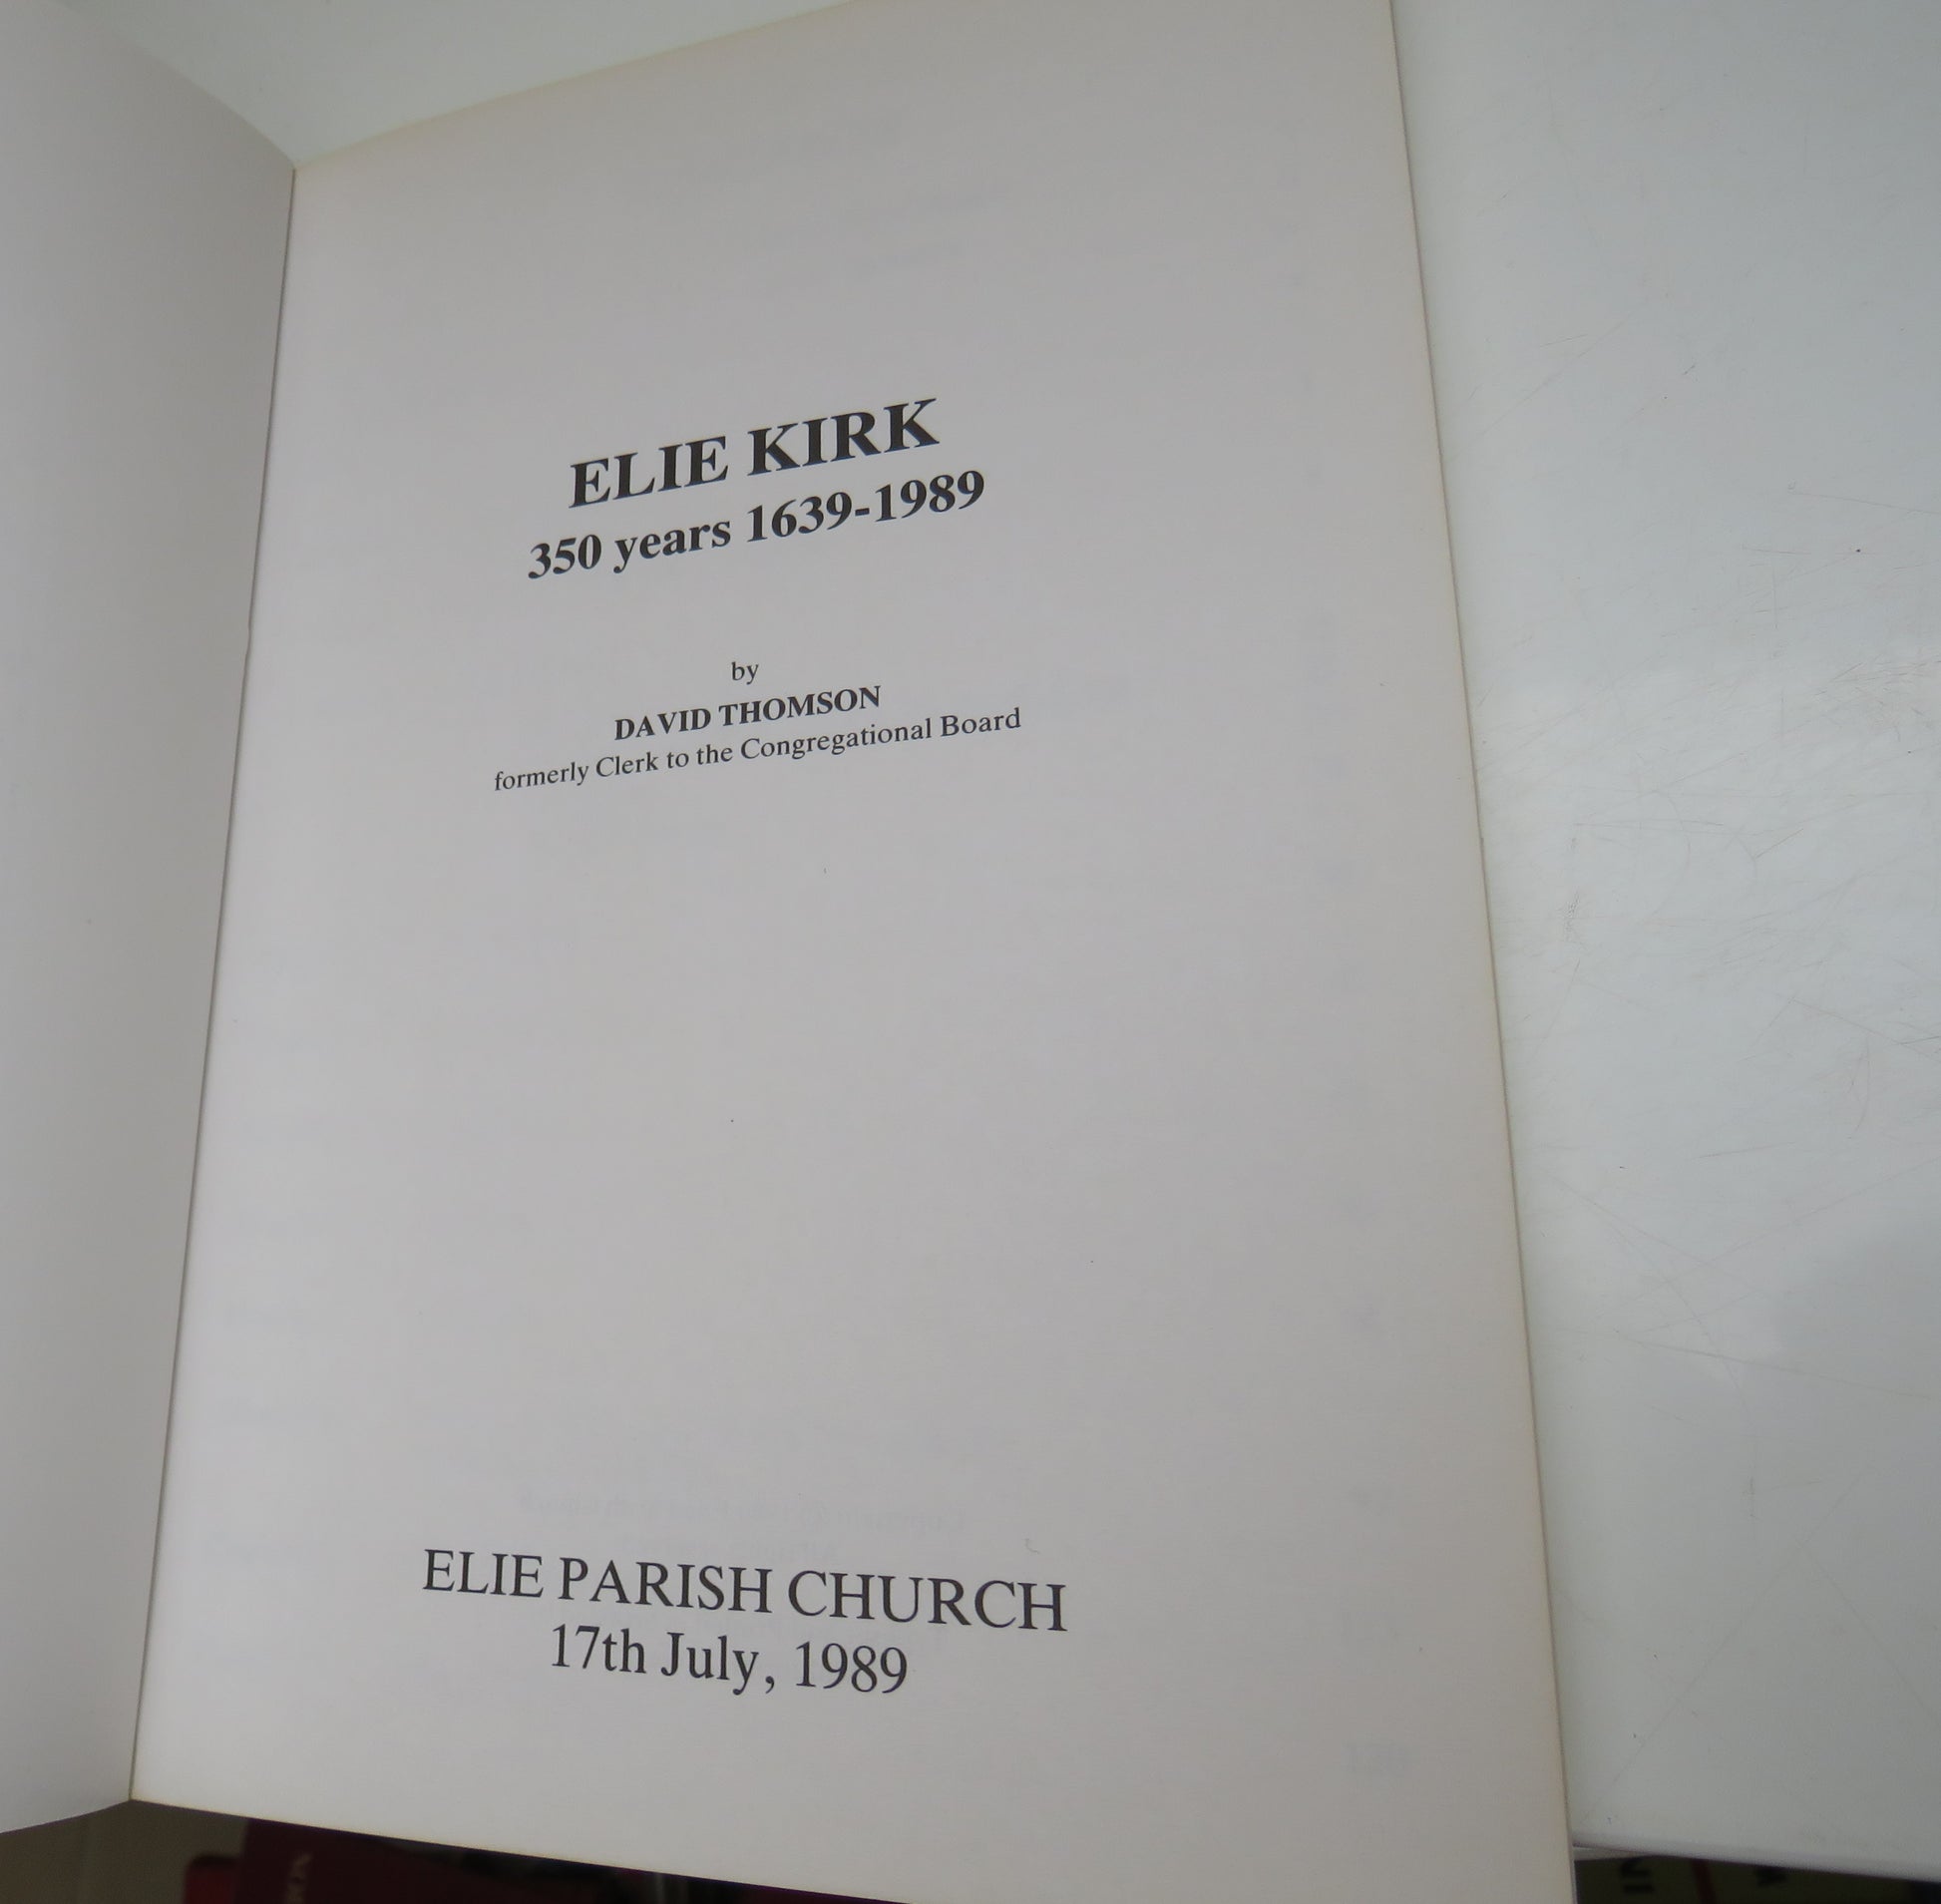 ELIE KIRK
350 years 1639-1989
by
DAVID THOMSON
formerly Clerk to the Congregational Board
ELIE PARISH CHURCH
17th July, 1989